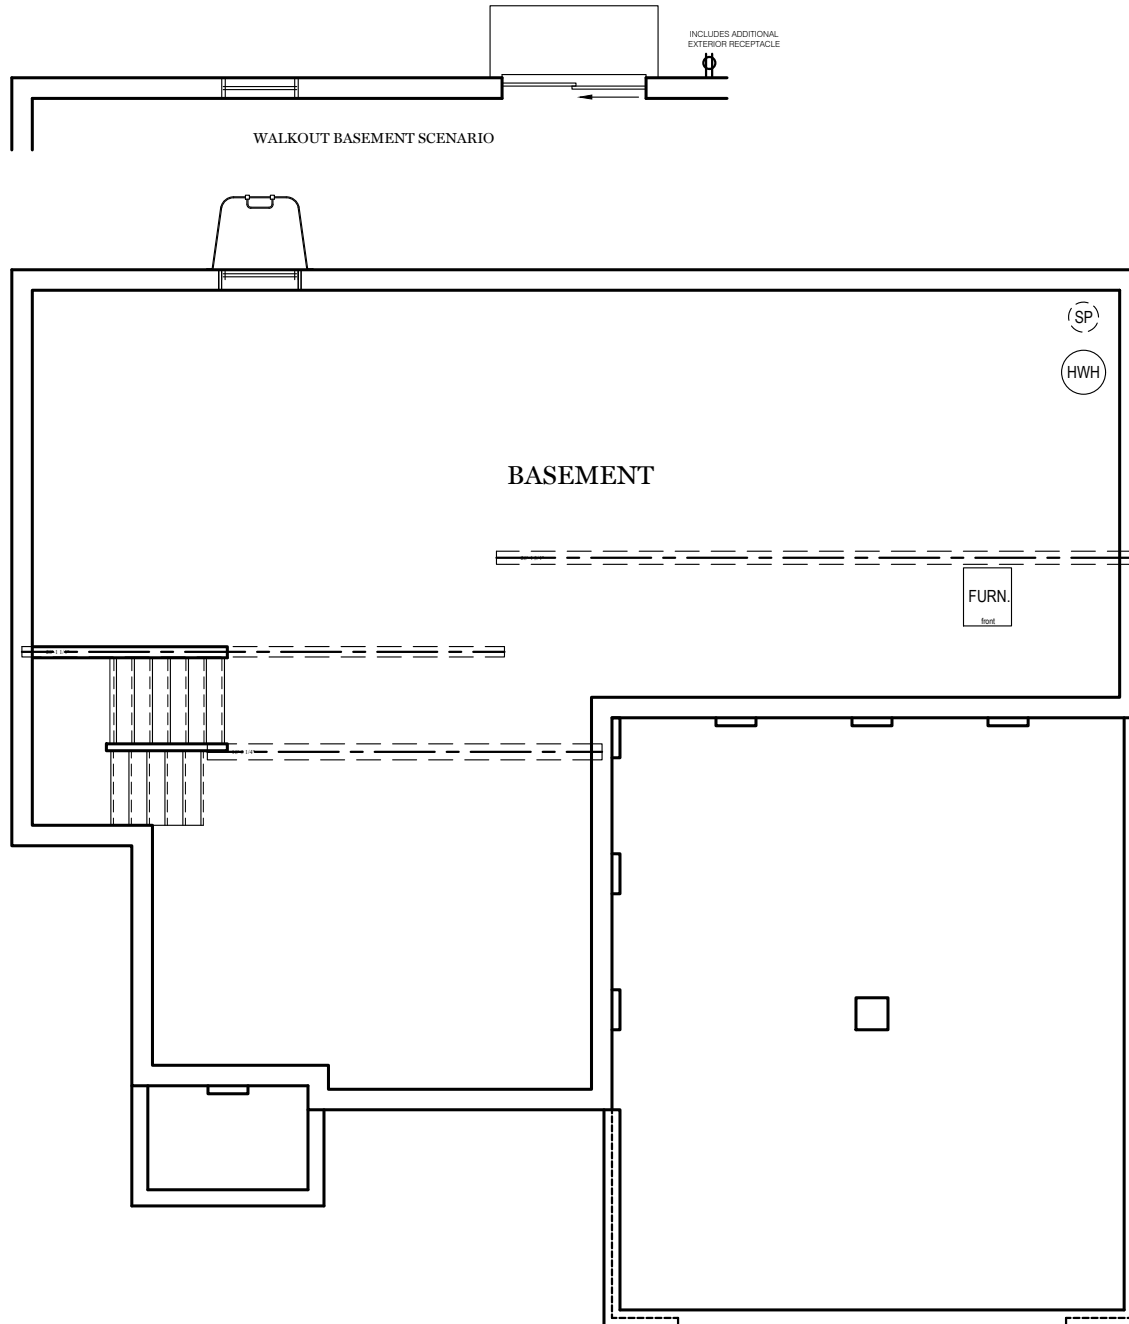 INCLUDES ADDITIONAL
EXTERIOR RECEPTACLE
WALKOUT BASEMENT SCENARIO
SP
HWH
BASEMENT
FURN.
front